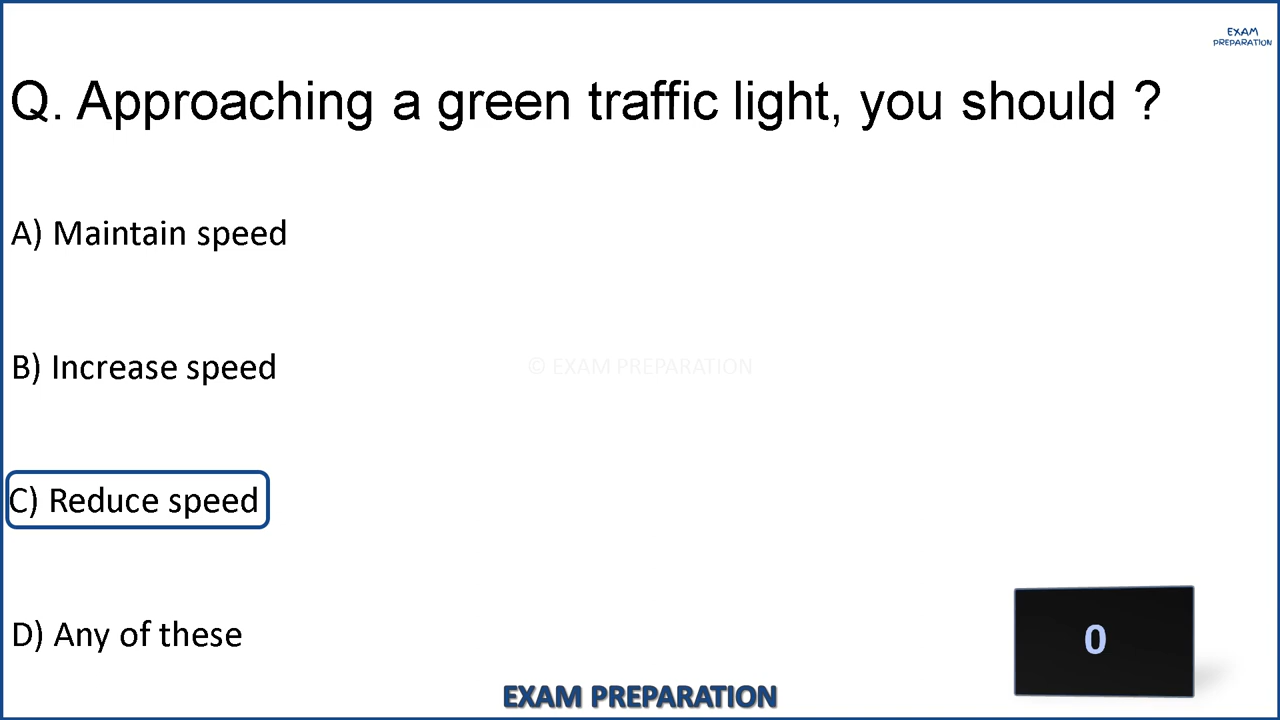 EXAM
PREPARATION
Q. Approaching a green traffic light, you should ?
A) Maintain speed
B) Increase speed
© EXAM PREPARATION
C) Reduce speed
D) Any of these
0
EXAM PREPARATION